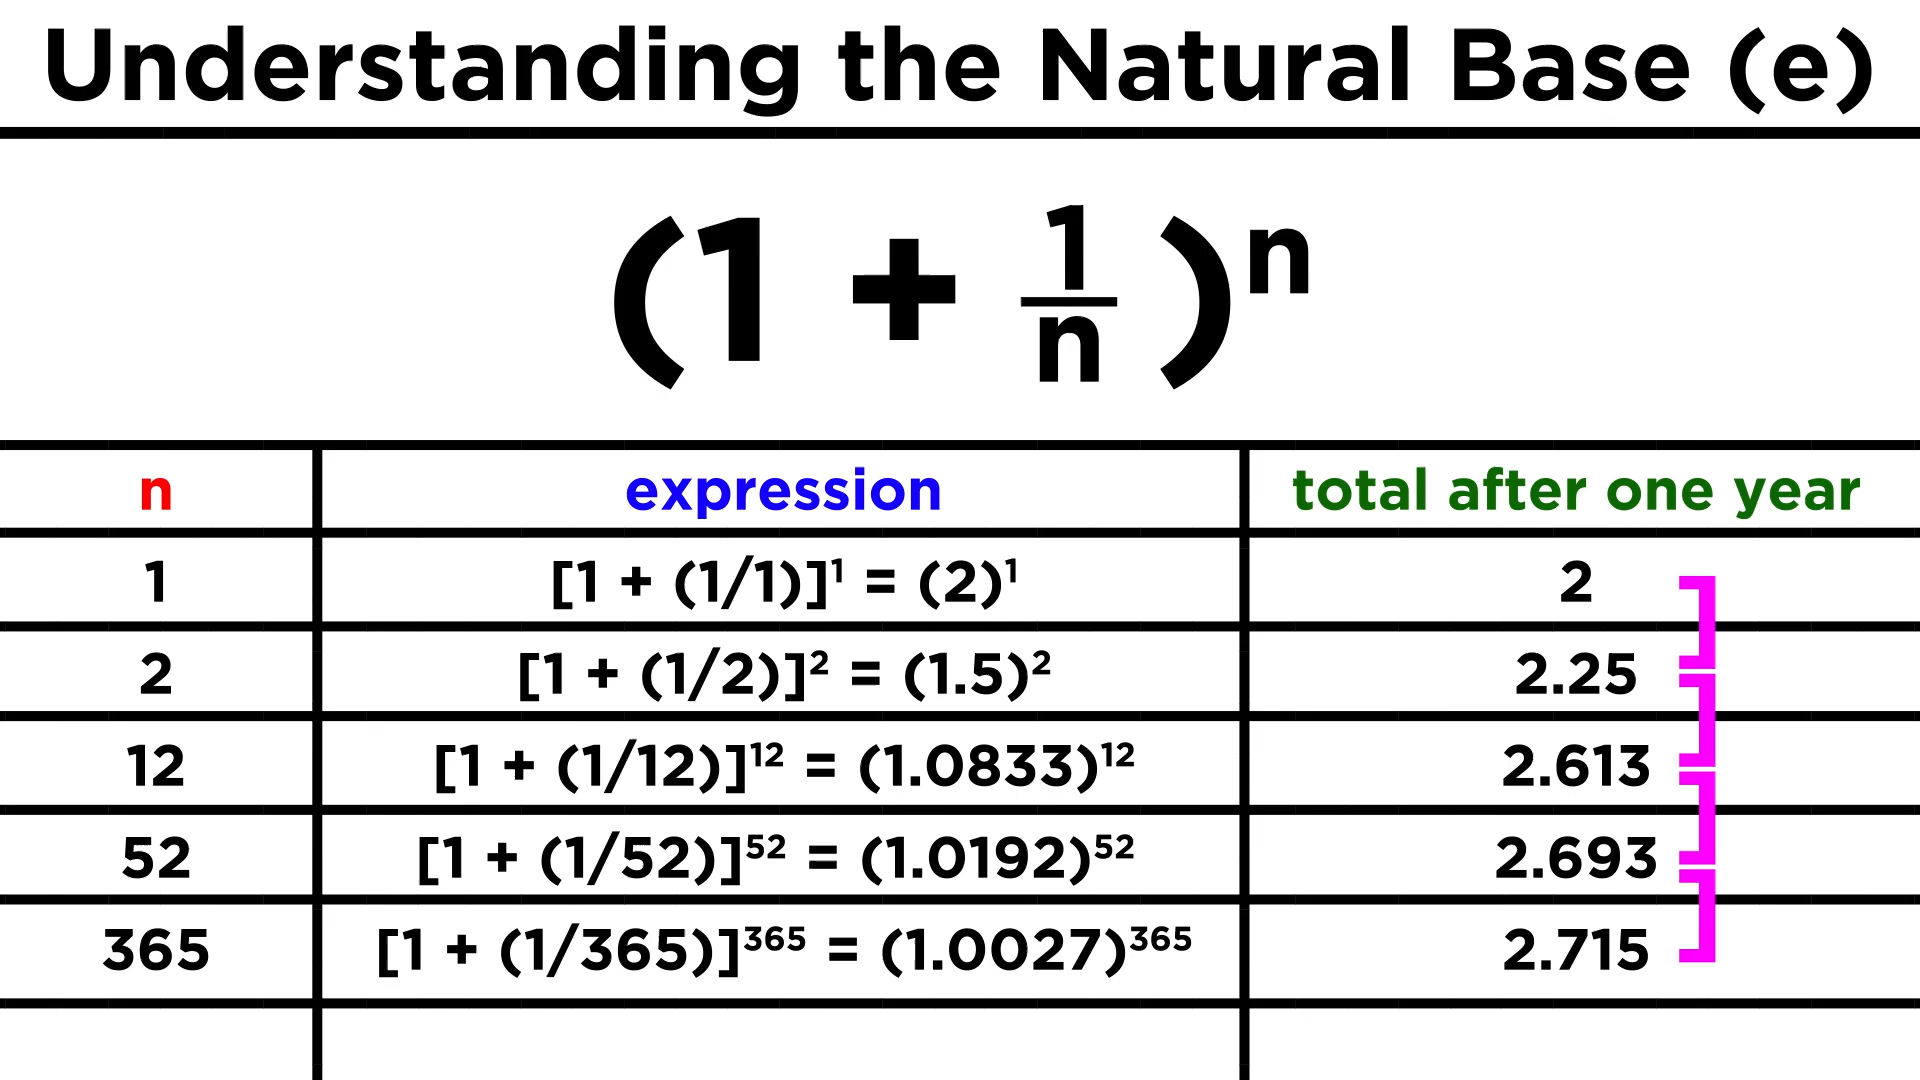 Understanding the Natural Base (e)
(1 + 1/n)ⁿ
n expression total after one year
1 [1 + (1/1)]¹ = (2)¹ 2
2 [1 + (1/2)]² = (1.5)² 2.25
12 [1 + (1/12)]¹² = (1.0833)¹² 2.613
52 [1 + (1/52)]⁵² = (1.0192)⁵² 2.693
365 [1 + (1/365)]³⁶⁵ = (1.0027)³⁶⁵ 2.715